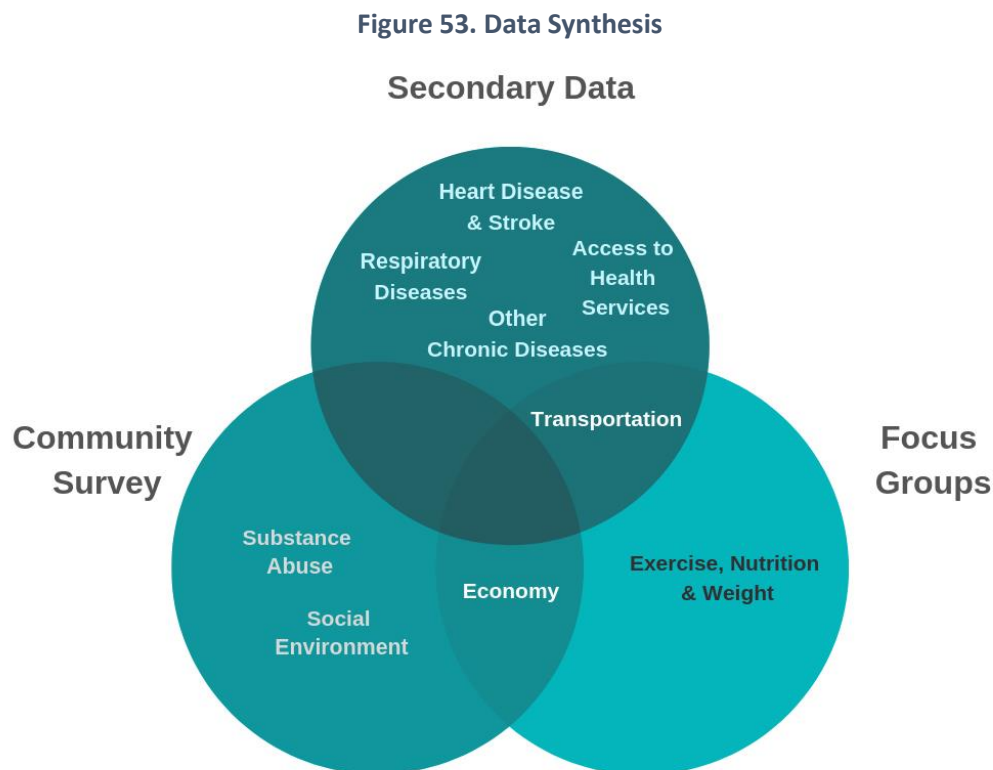 Figure 53. Data Synthesis
Secondary Data
Heart Disease
& Stroke
Access to
Health
Services
Respiratory
Diseases
Other
Chronic Diseases
Transportation
Community
Survey
Focus
Groups
Substance
Abuse
Economy
Exercise, Nutrition
& Weight
Social
Environment